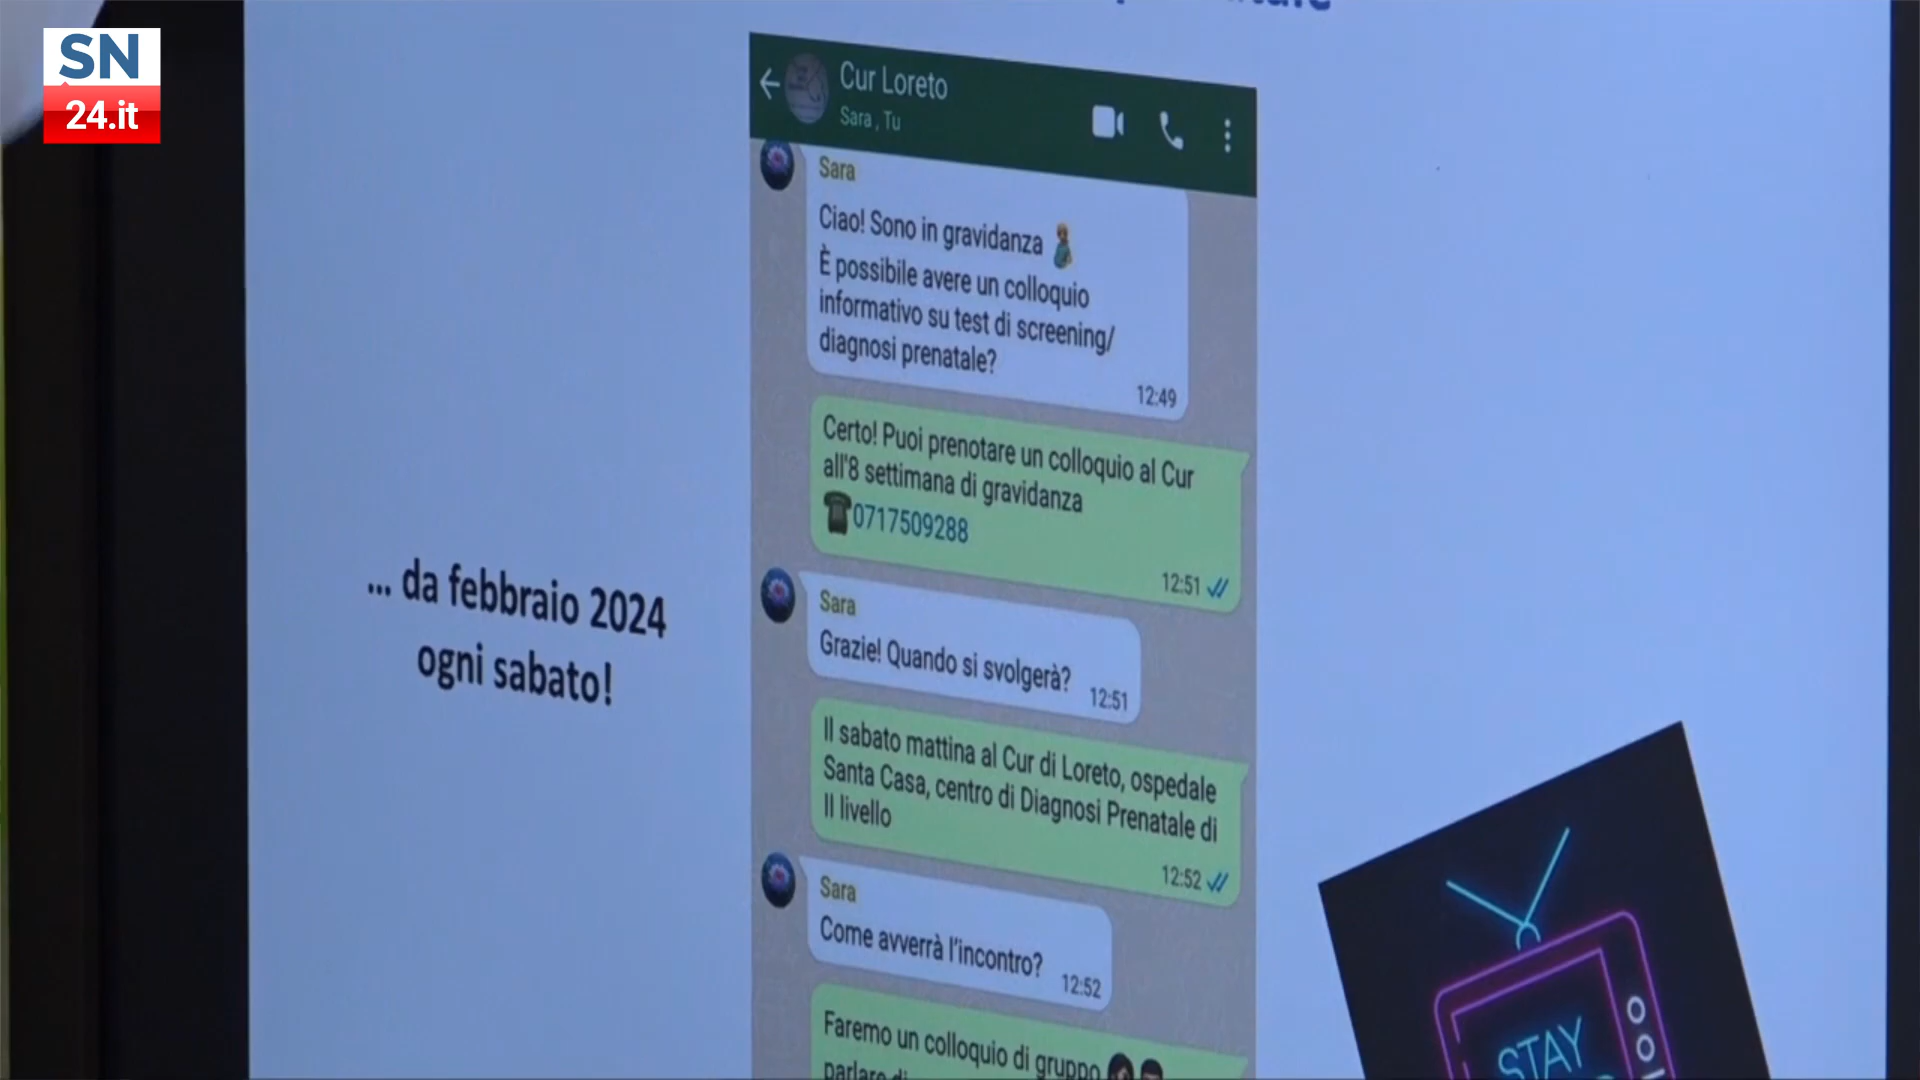 SN
24.it
Cur Loreto
Sara, Tu
Sara
Ciao! Sono in gravidanza
È possibile avere un colloquio
informativo su test di screening/
diagnosi prenatale?
12:49
Certo! Puoi prenotare un colloquio al Cur
all'8 settimana di gravidanza
0717509288
12:51
... da febbraio 2024
ogni sabato!
Sara
Grazie! Quando si svolgerà?
12:51
Il sabato mattina al Cur di Loreto, ospedale
Santa Casa, centro di Diagnosi Prenatale di
II livello
12:52
Sara
Come avverrà l'incontro?
12:52
Faremo un colloquio di gruppo
parlare di
STAY